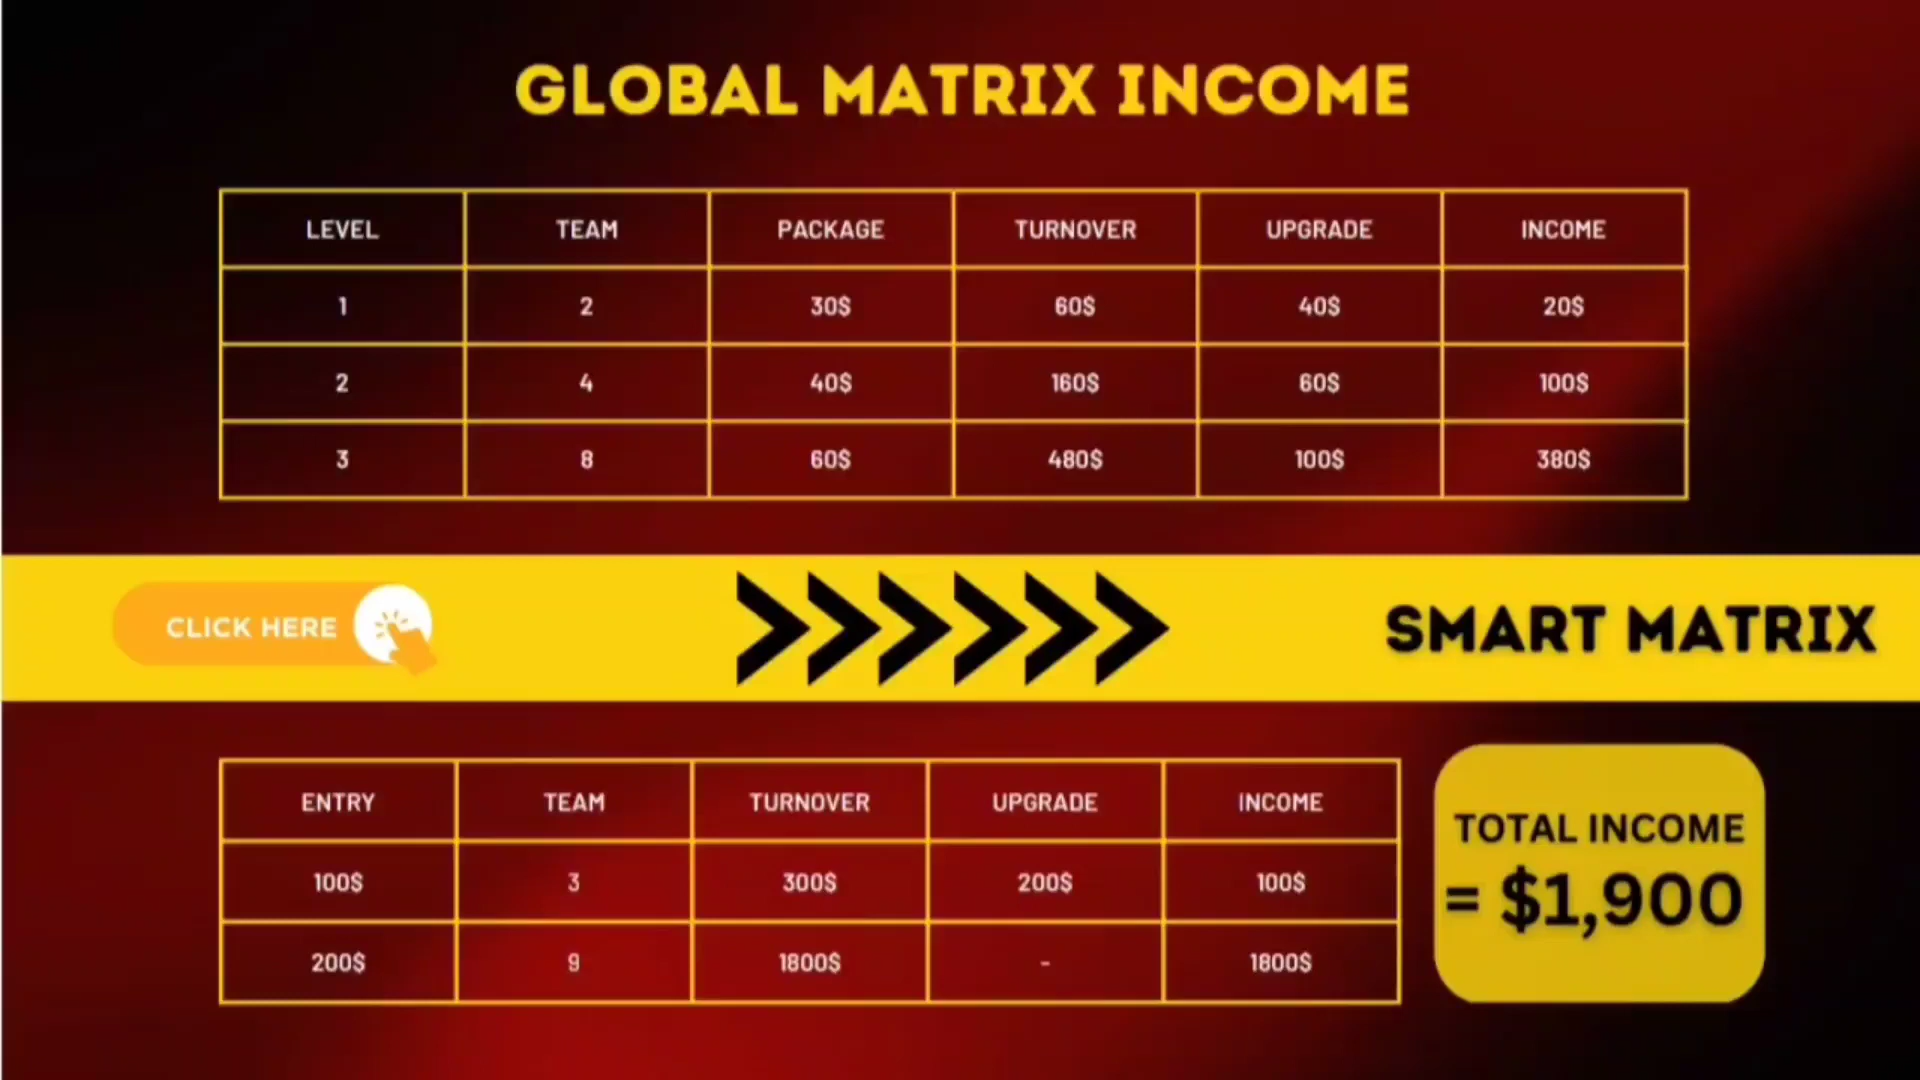 GLOBAL MATRIX INCOME
LEVEL TEAM PACKAGE TURNOVER UPGRADE INCOME
1 2 30$ 60$ 40$ 20$
2 4 40$ 160$ 60$ 100$
3 8 60$ 480$ 100$ 380$
CLICK HERE SMART MATRIX
ENTRY TEAM TURNOVER UPGRADE INCOME
100$ 3 300$ 200$ 100$
200$ 9 1800$ - 1800$
TOTAL INCOME
= $1,900